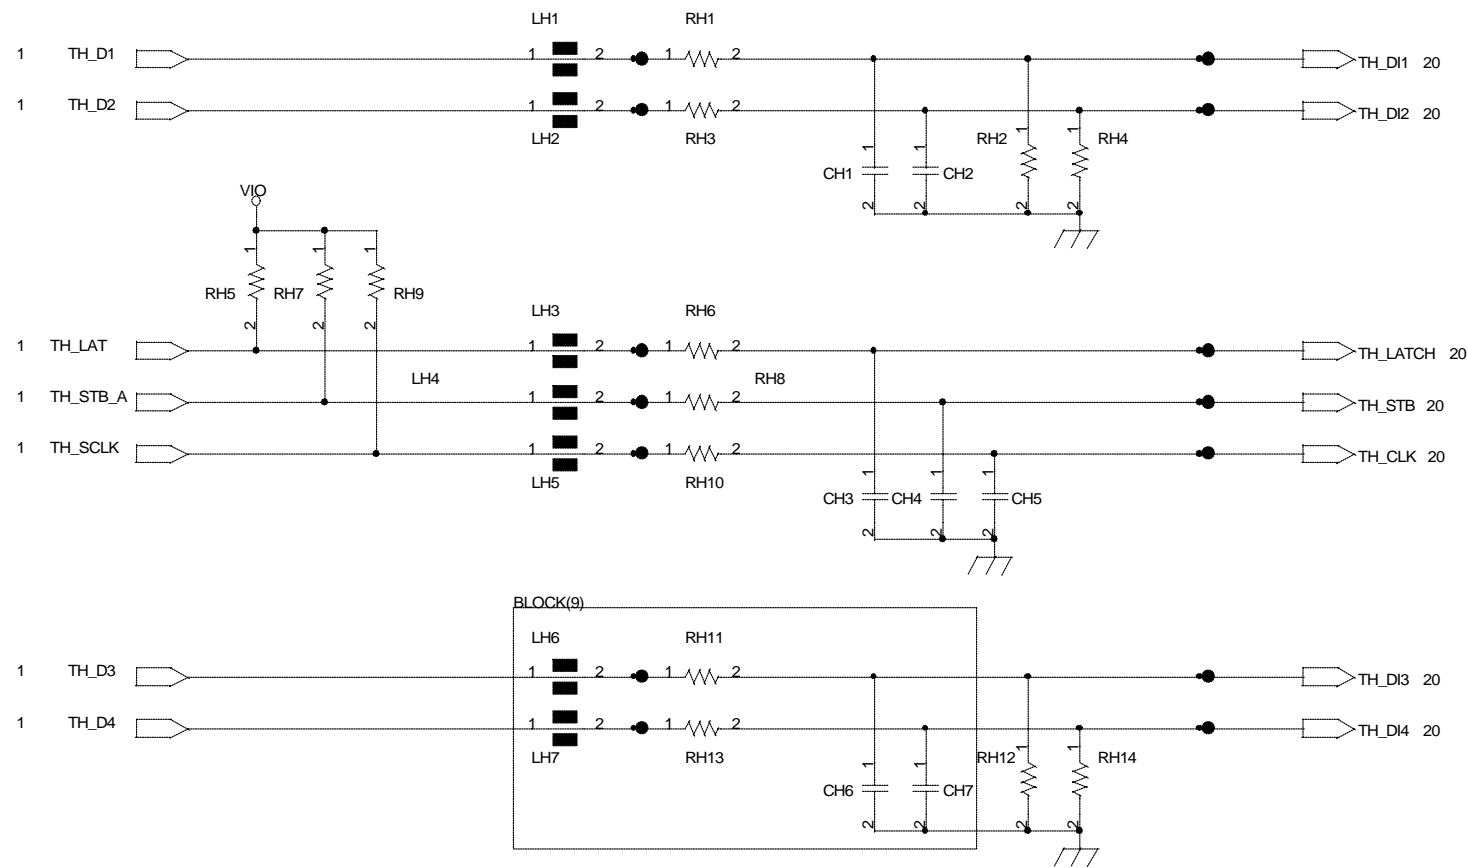 LH1 RH1
1 TH_D1 1 2 1 2 TH_DI1 20
1 TH_D2 1 2 1 2 TH_DI2 20
LH2 RH3
1 1 1 1
RH2 RH4
CH1 CH2
2 2 2 2
VIO
1 1 1
RH5 RH7 RH9
2 2 2
LH3 RH6
1 TH_LAT 1 2 1 2 TH_LATCH 20
LH4 RH8
1 TH_STB_A 1 2 1 2 TH_STB 20
1 TH_SCLK 1 2 1 2 TH_CLK 20
LH5 RH10
1 1 1
CH3 CH4 CH5
2 2 2
BLOCK(9)
LH6 RH11
1 TH_D3 1 2 1 2 TH_DI3 20
1 TH_D4 1 2 1 2 TH_DI4 20
LH7 RH13
1 1 1 1
RH12 RH14
CH6 CH7
2 2 2 2